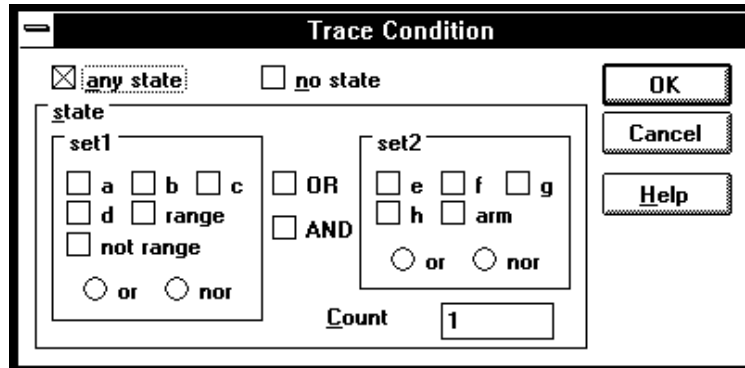 Trace Condition
any state no state OK
state
set1 set2 Cancel
a b c OR e f g Help
d range AND h arm
not range
or nor or nor
Count 1